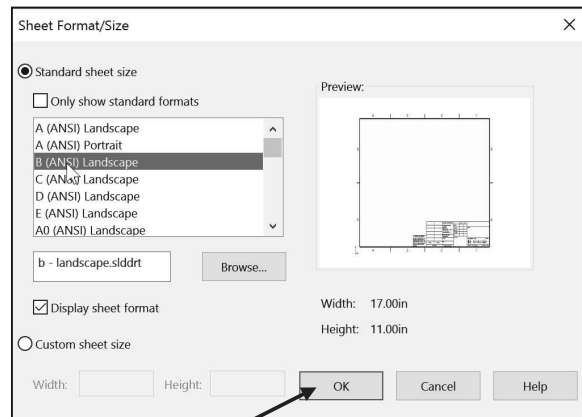 Sheet Format/Size
Standard sheet size
Only show standard formats
A (ANSI) Landscape
A (ANSI) Portrait
B (ANSI) Landscape
C (ANSI) Landscape
D (ANSI) Landscape
E (ANSI) Landscape
A0 (ANSI) Landscape
b - landscape.slddrt
Browse...
Display sheet format
Custom sheet size
Width:
Height:
Preview:
Width: 17.00in
Height: 11.00in
OK
Cancel
Help